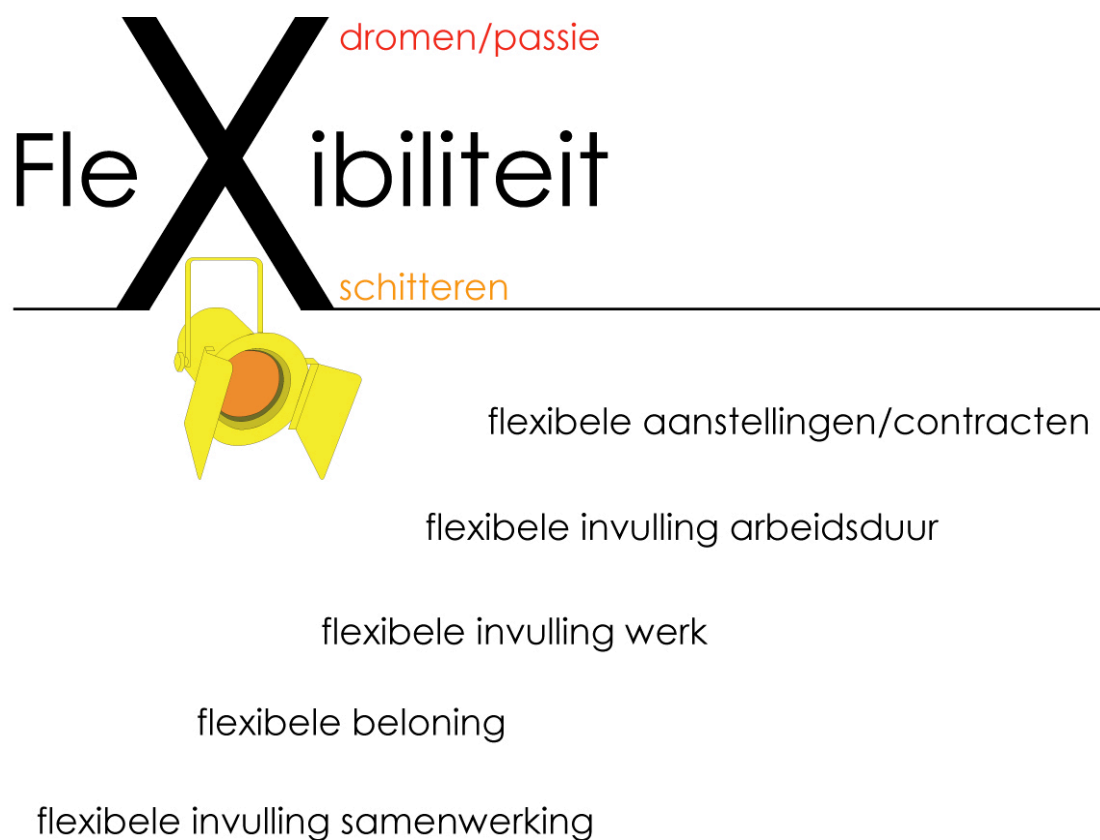 dromen/passie
FleXibiliteit
schitteren
flexibele aanstellingen/contracten
flexibele invulling arbeidsduur
flexibele invulling werk
flexibele beloning
flexibele invulling samenwerking